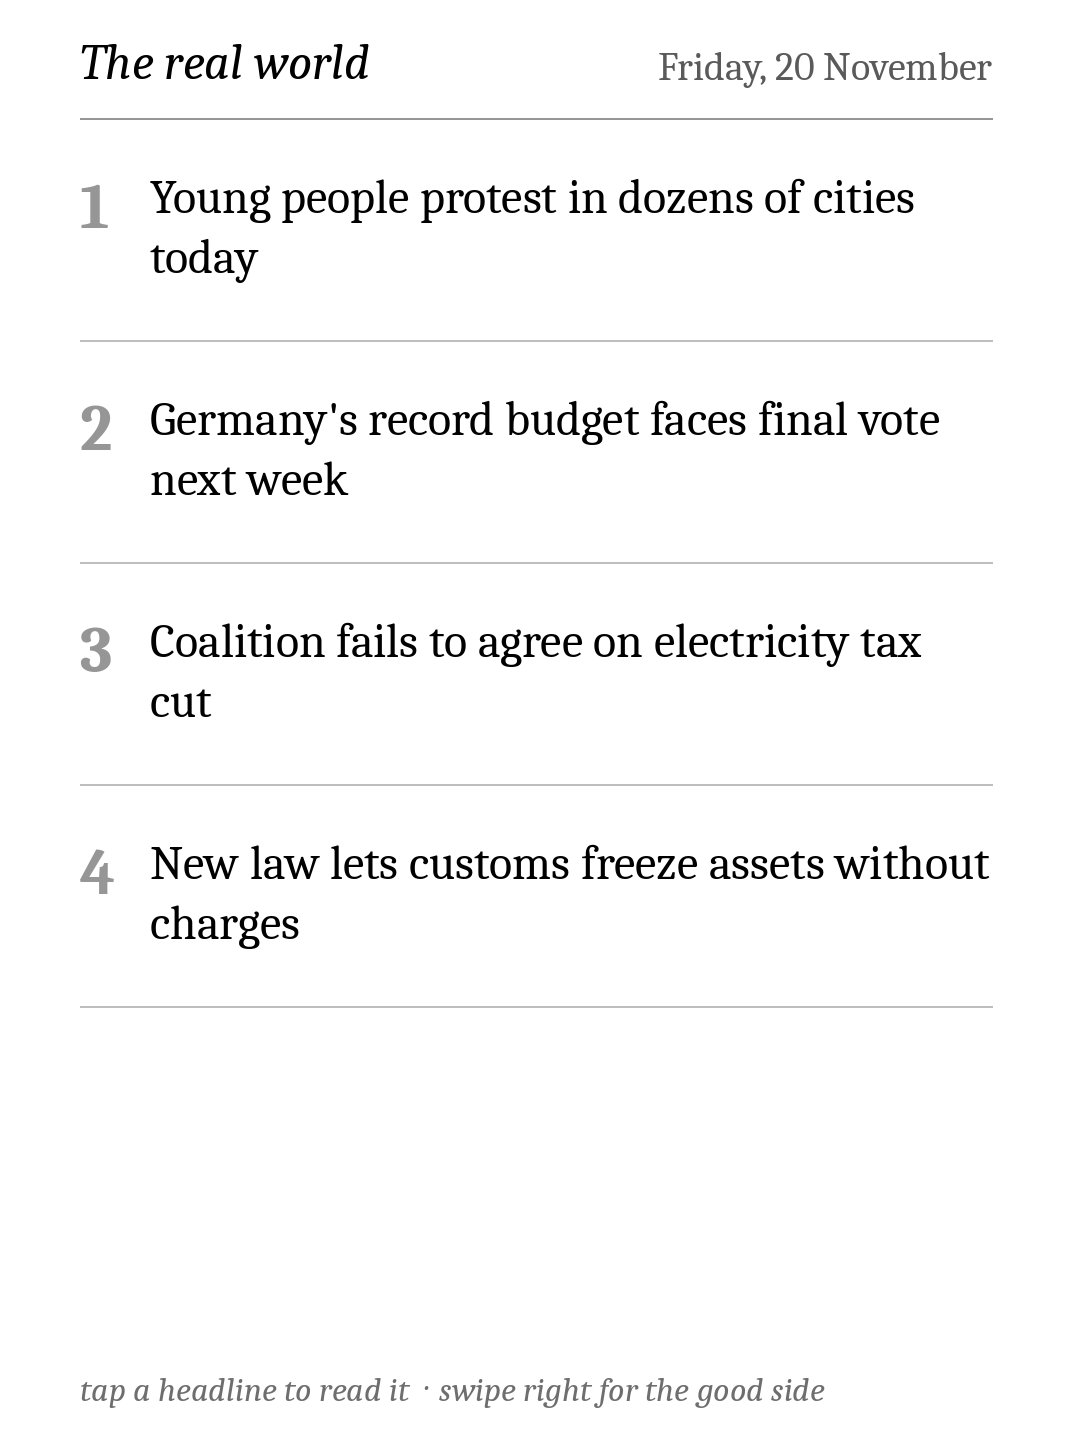 The real world
Friday, 20 November
1
Young people protest in dozens of cities
today
2
Germany's record budget faces final vote
next week
3
Coalition fails to agree on electricity tax
cut
4
New law lets customs freeze assets without
charges
tap a headline to read it · swipe right for the good side